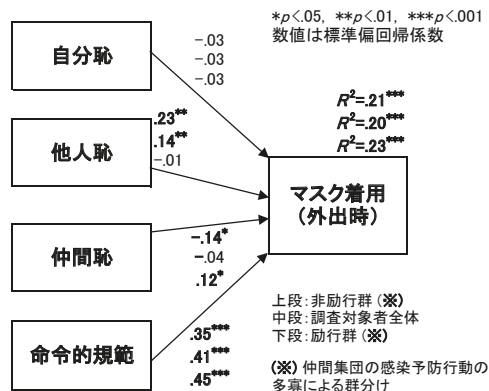 *p<.05, **p<.01, ***p<.001
数値は標準偏回帰係数
自分恥
-.03
-.03
-.03
R²=.21***
R²=.20***
R²=.23***
他人恥
.23**
.14**
-.01
マスク着用
（外出時）
仲間恥
-.14*
-.04
.12*
命令的規範
.35***
.41***
.45***
上段：非励行群（※）
中段：調査対象者全体
下段：励行群（※）
（※）仲間集団の感染予防行動の
多寡による群分け